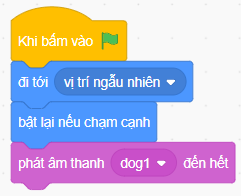 Khi bấm vào
đi tới vị trí ngẫu nhiên
bật lại nếu chạm cạnh
phát âm thanh dog1 đến hết